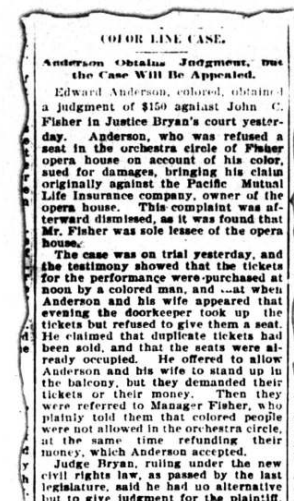 COLOR LINE CASE.
Anderson Obtains Judgment, but
the Case Will Be Appealed.
Edward Anderson, colored, obtained
a judgment of $150 against John C.
Fisher in Justice Bryan's court yester-
day. Anderson, who was refused a
seat in the orchestra circle of Fisher
opera house on account of his color,
sued for damages, bringing his claim
originally against the Pacific Mutual
Life Insurance company, owner of the
opera house. This complaint was af-
terward dismissed, as it was found that
Mr. Fisher was sole lessee of the opera
house.
The case was on trial yesterday, and
the testimony showed that the tickets
for the performance were purchased at
noon by a colored man, and that when
Anderson and his wife appeared that
evening the doorkeeper took up the
tickets but refused to give them a seat.
He claimed that duplicate tickets had
been sold, and that the seats were al-
ready occupied. He offered to allow
Anderson and his wife to stand up in
the balcony, but they demanded their
tickets or their money. Then they
were referred to Manager Fisher, who
plainly told them that colored people
were not allowed in the orchestra circle,
at the same time refunding their
money, which Anderson accepted.
Judge Bryan, ruling under the new
civil rights law, as passed by the last
legislature, said he had no alternative
but to give judgment for the plaintiff.